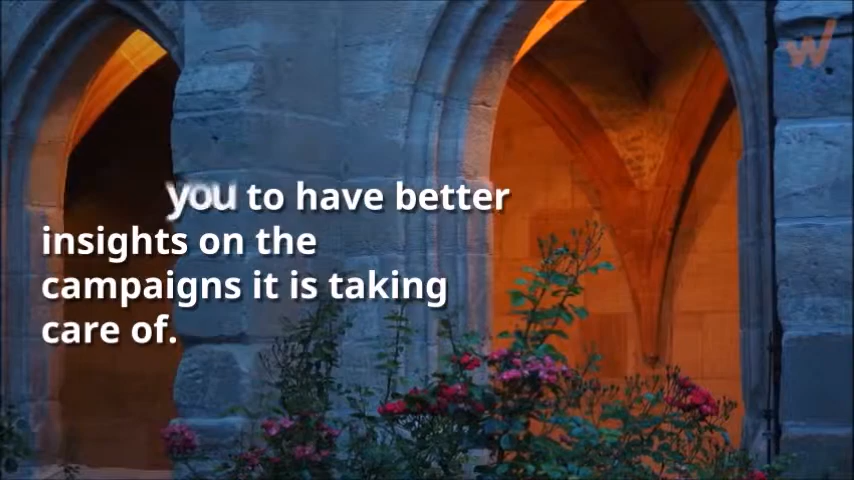 you to have better
insights on the
campaigns it is taking
care of.